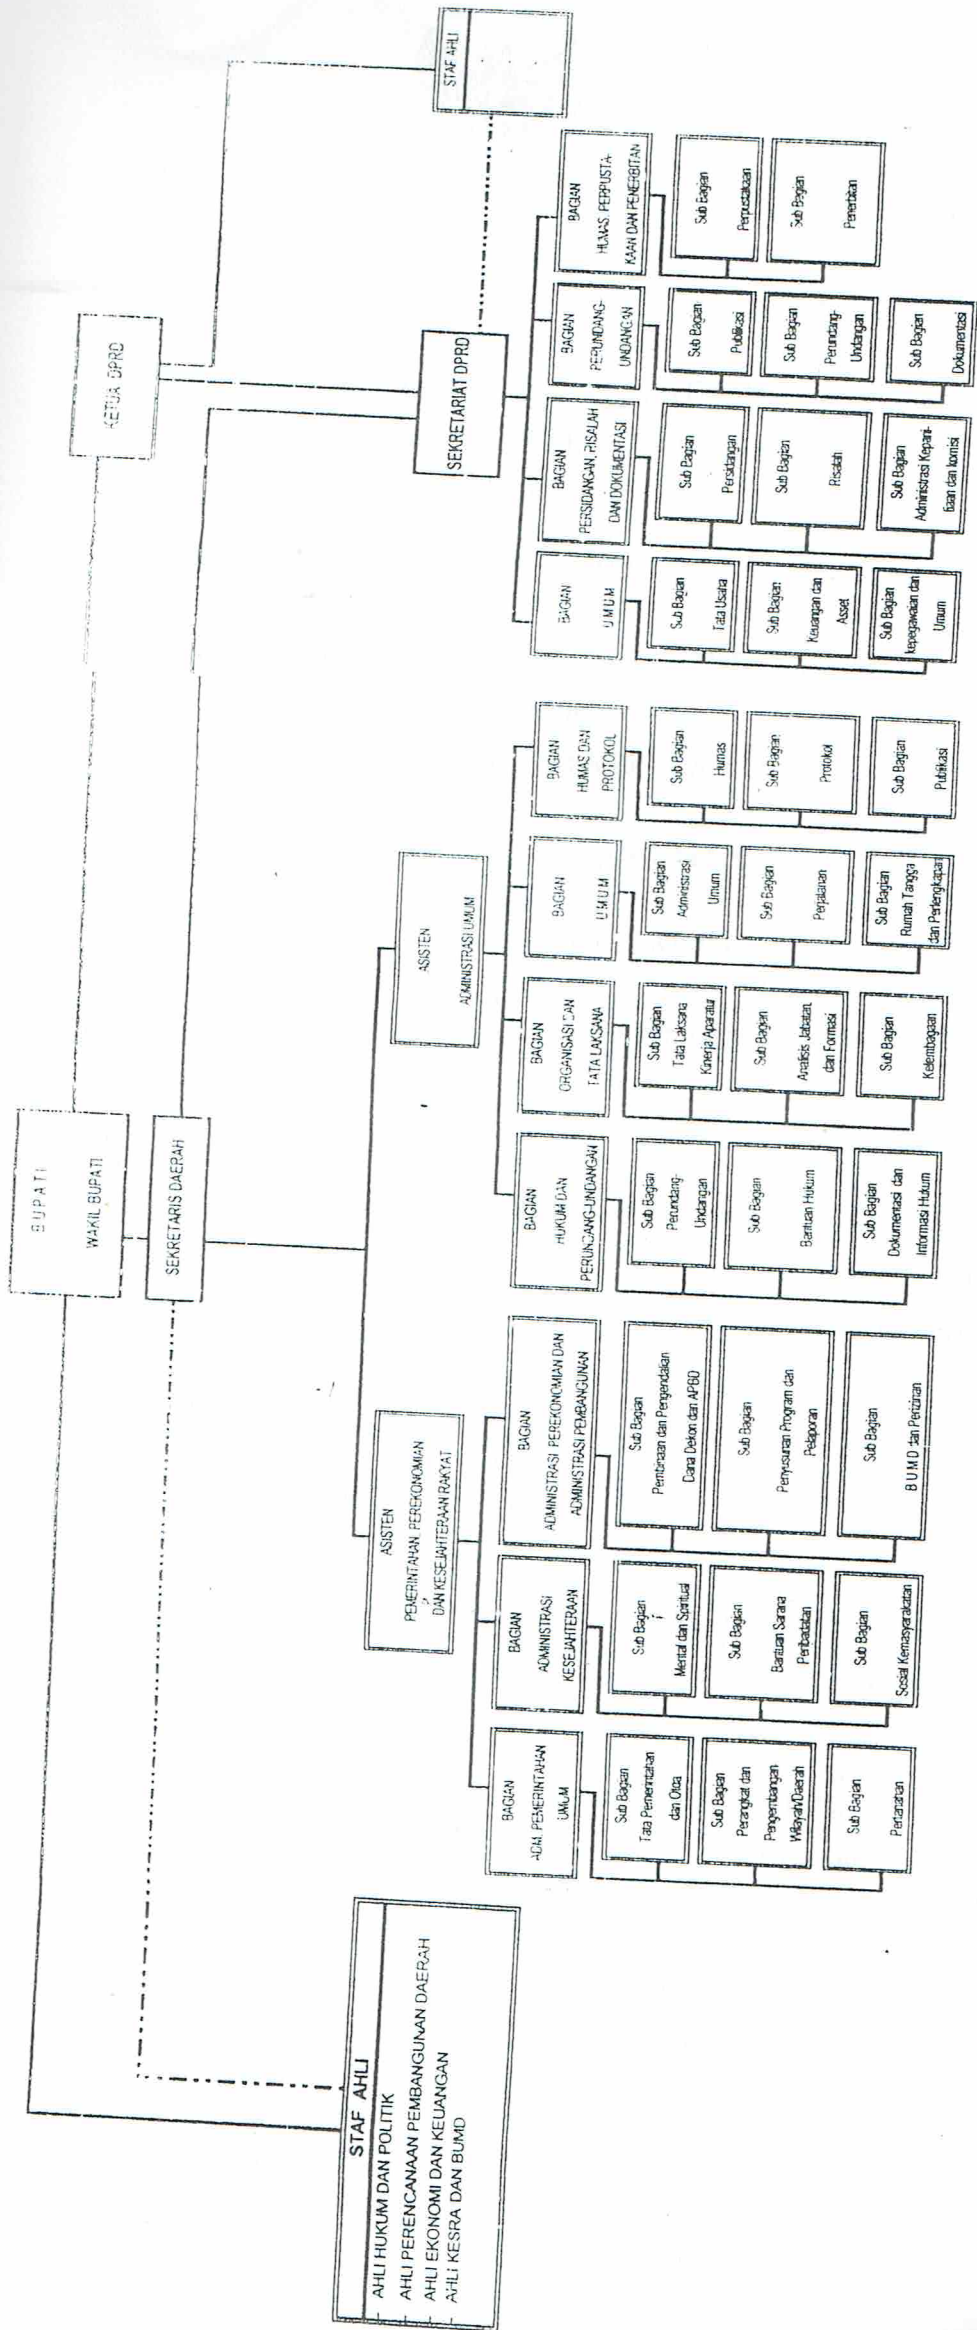 BUPATI
WAKIL BUPATI
KETUA DPRD
SEKRETARIS DAERAH
STAF AHLI
AHLI HUKUM DAN POLITIK
AHLI PERENCANAAN PEMBANGUNAN DAERAH
AHLI EKONOMI DAN KEUANGAN
AHLI KESRA DAN BUMD
SEKRETARIAT DPRD
STAF AHLI
ASISTEN
PEMERINTAHAN, PEREKONOMIAN
DAN KESEJAHTERAAN RAKYAT
ASISTEN
ADMINISTRASI UMUM
BAGIAN
ADM. PEMERINTAHAN
UMUM
Sub Bagian
Tata Pemerintahan
dan Otda
Sub Bagian
Perangkat dan
Pengembangan
Wilayah/Daerah
Sub Bagian
Pertanahan
BAGIAN
ADMINISTRASI
KESEJAHTERAAN
Sub Bagian
Mental dan Spiritual
Sub Bagian
Bantuan Sarana
Peribadatan
Sub Bagian
Sosial Kemasyarakatan
BAGIAN
ADMINISTRASI PEREKONOMIAN DAN
ADMINISTRASI PEMBANGUNAN
Sub Bagian
Pembinaan dan Pengendalian
Dana Dekon dan APBD
Sub Bagian
Penyusunan Program dan
Pelaporan
Sub Bagian
B U M D dan Perizinan
BAGIAN
HUKUM DAN
PERUNDANG-UNDANGAN
Sub Bagian
Perundang-
Undangan
Sub Bagian
Bantuan Hukum
Sub Bagian
Dokumentasi dan
Informasi Hukum
BAGIAN
ORGANISASI DAN
TATA LAKSANA
Sub Bagian
Tata Laksana
Kinerja Aparatur
Sub Bagian
Analisis Jabatan,
dan Formasi
Sub Bagian
Kelembagaan
BAGIAN
U M U M
Sub Bagian
Administrasi
Umum
Sub Bagian
Perjalanan
Sub Bagian
Rumah Tangga
dan Perlengkapan
BAGIAN
HUMAS DAN
PROTOKOL
Sub Bagian
Humas
Sub Bagian
Protokol
Sub Bagian
Publikasi
BAGIAN
U M U M
Sub Bagian
Tata Usaha
Sub Bagian
Keuangan dan
Asset
Sub Bagian
kepegawaian dan
Umum
BAGIAN
PERSIDANGAN, RISALAH
DAN DOKUMENTASI
Sub Bagian
Persidangan
Sub Bagian
Risalah
Sub Bagian
Administrasi Kepani-
tiaan dan komisi
BAGIAN
PERUNDANG-
UNDANGAN
Sub Bagian
Publikasi
Sub Bagian
Perundang-
Undangan
Sub Bagian
Dokumentasi
BAGIAN
HUMAS, PERPUSTA-
KAAN DAN PENERBITAN
Sub Bagian
Perpustakaan
Sub Bagian
Penerbitan